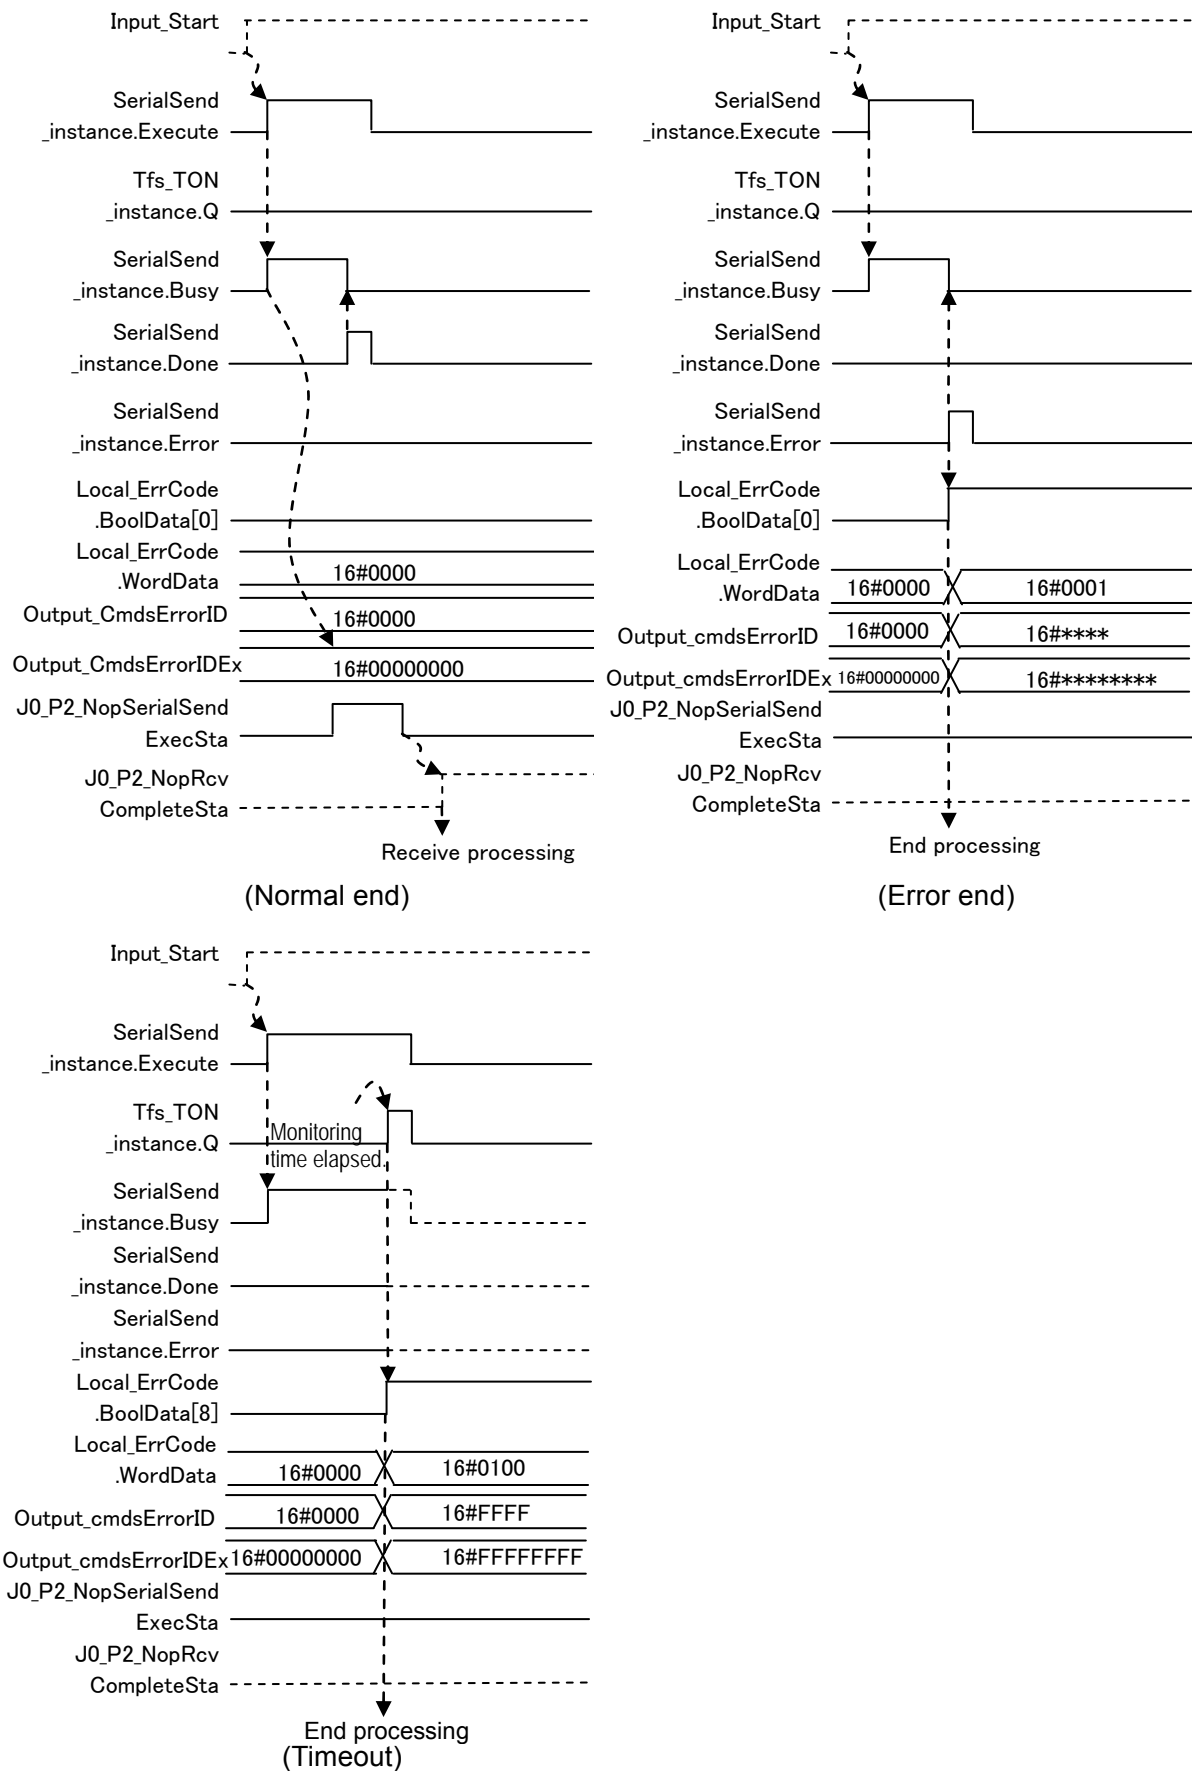 Input_Start
SerialSend
_instance.Execute
Tfs_TON
_instance.Q
SerialSend
_instance.Busy
SerialSend
_instance.Done
SerialSend
_instance.Error
Local_ErrCode
.BoolData[0]
Local_ErrCode
.WordData
16#0000
Output_CmdsErrorID
16#0000
Output_CmdsErrorIDEx
16#00000000
J0_P2_NopSerialSend
ExecSta
J0_P2_NopRcv
CompleteSta
Receive processing
(Normal end)
Input_Start
SerialSend
_instance.Execute
Tfs_TON
_instance.Q
SerialSend
_instance.Busy
SerialSend
_instance.Done
SerialSend
_instance.Error
Local_ErrCode
.BoolData[0]
Local_ErrCode
.WordData
16#0000 16#0001
Output_cmdsErrorID 16#0000 16#****
Output_cmdsErrorIDEx 16#00000000 16#********
J0_P2_NopSerialSend
ExecSta
J0_P2_NopRcv
CompleteSta
End processing
(Error end)
Input_Start
SerialSend
_instance.Execute
Tfs_TON
_instance.Q
Monitoring
time elapsed.
SerialSend
_instance.Busy
SerialSend
_instance.Done
SerialSend
_instance.Error
Local_ErrCode
.BoolData[8]
Local_ErrCode
.WordData 16#0000 16#0100
Output_cmdsErrorID 16#0000 16#FFFF
Output_cmdsErrorIDEx 16#00000000 16#FFFFFFFF
J0_P2_NopSerialSend
ExecSta
J0_P2_NopRcv
CompleteSta
End processing
(Timeout)